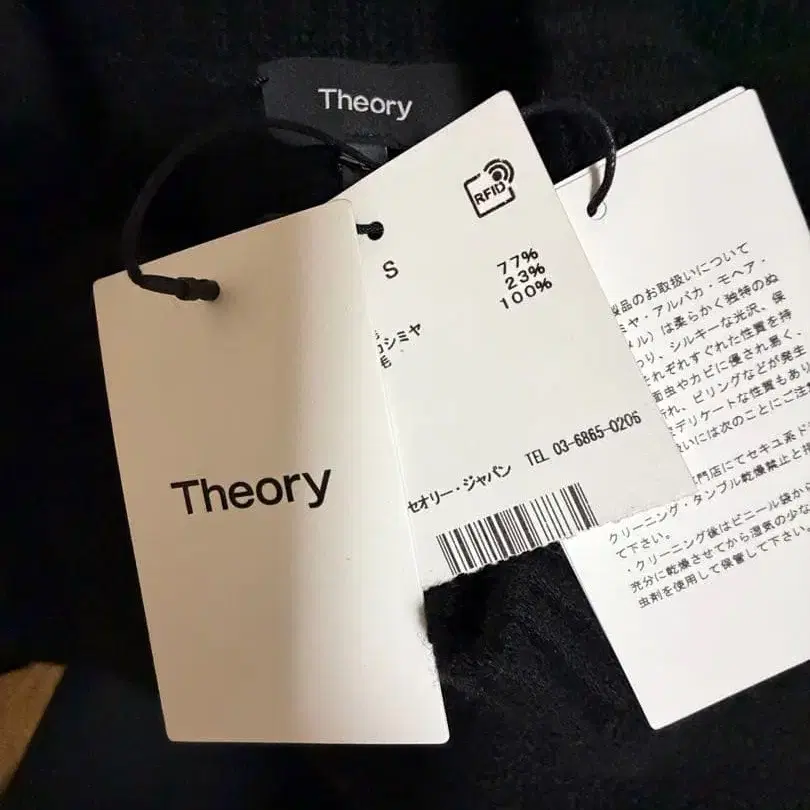 Theory
RFID
S
77%
23%
100%
カシミヤ
毛
セオリー・ジャパン TEL 03-6865-0206
Theory
製品のお取扱いについて
ミヤ・アルパカ・モヘア・
ル)は柔らかく独特のぬ
り、シルキーな光沢、保
それぞれすぐれた性質を持
面虫やカビに侵され易く、
れ、ピリングなどが発生
デリケートな性質もあり
扱いには次のことにご注
門店にてセキユ系ド
クリーニング・タンブル乾燥禁止と
て下さい。
・クリーニング後はビニール袋から
充分に乾燥させてから湿気の少な
虫剤を使用して保管して下さい。